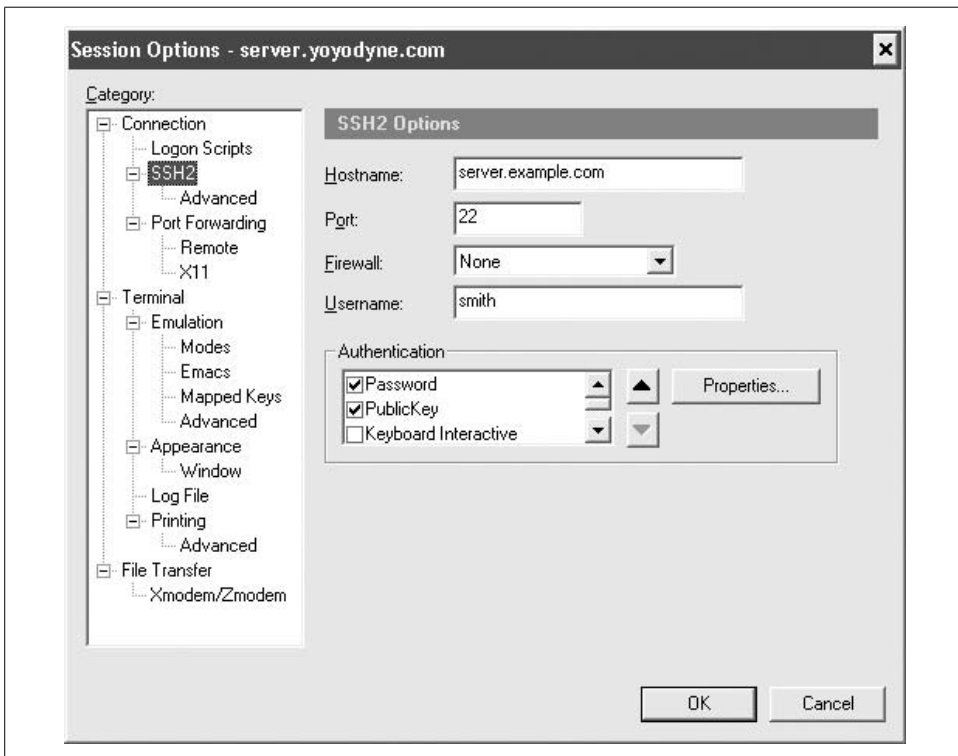 Session Options - server.yoyodyne.com
Category:
Connection
Logon Scripts
SSH2
Advanced
Port Forwarding
Remote
X11
Terminal
Emulation
Modes
Emacs
Mapped Keys
Advanced
Appearance
Window
Log File
Printing
Advanced
File Transfer
Xmodem/Zmodem
SSH2 Options
Hostname: server.example.com
Port: 22
Firewall: None
Username: smith
Authentication
Password
PublicKey
Keyboard Interactive
Properties...
OK Cancel